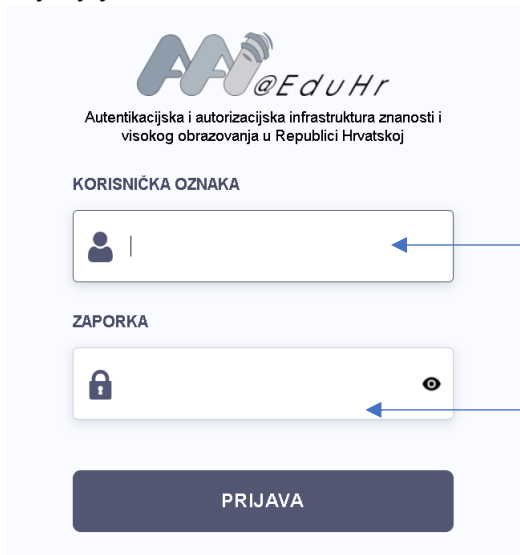 AAI@EduHr
Autentikacijska i autorizacijska infrastruktura znanosti i
visokog obrazovanja u Republici Hrvatskoj
KORISNIČKA OZNAKA
ZAPORKA
PRIJAVA